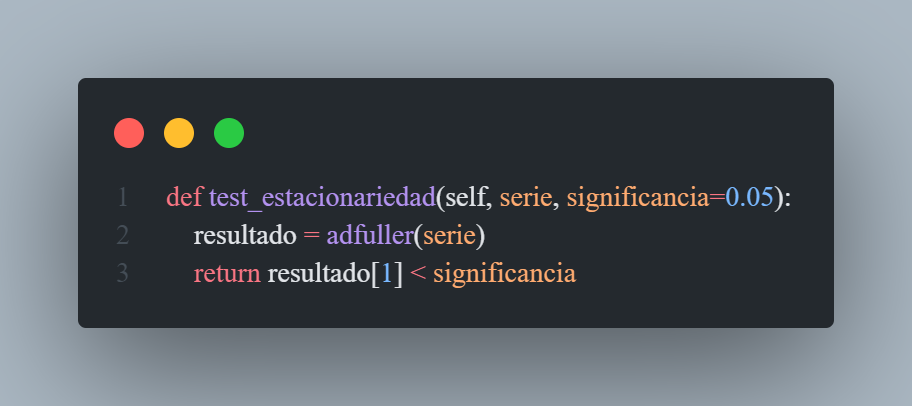 1 def test_estacionariedad(self, serie, significancia=0.05):
2     resultado = adfuller(serie)
3     return resultado[1] < significancia